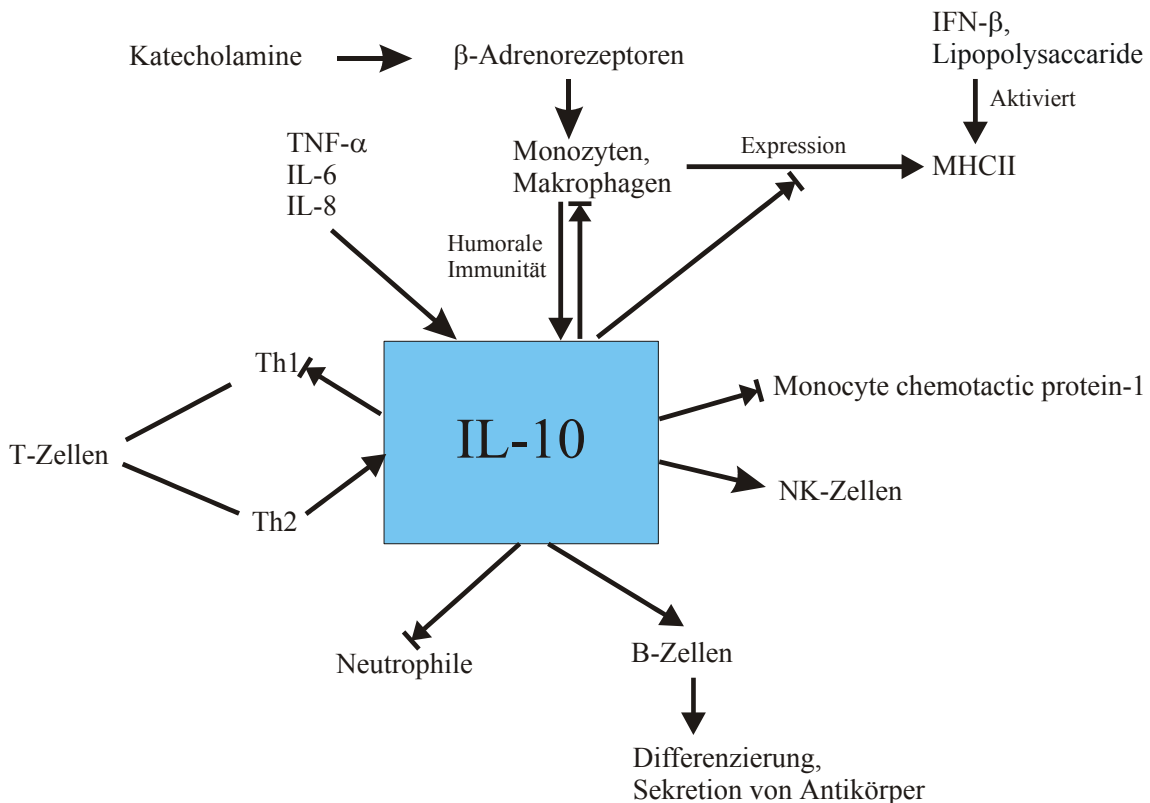 IFN-β,
Lipopolysaccaride
Katecholamine
β-Adrenorezeptoren
Aktiviert
TNF-α
IL-6
IL-8
Monozyten,
Makrophagen
Expression
MHCII
Humorale
Immunität
Th1
IL-10
Monocyte chemotactic protein-1
T-Zellen
NK-Zellen
Th2
Neutrophile
B-Zellen
Differenzierung,
Sekretion von Antikörper